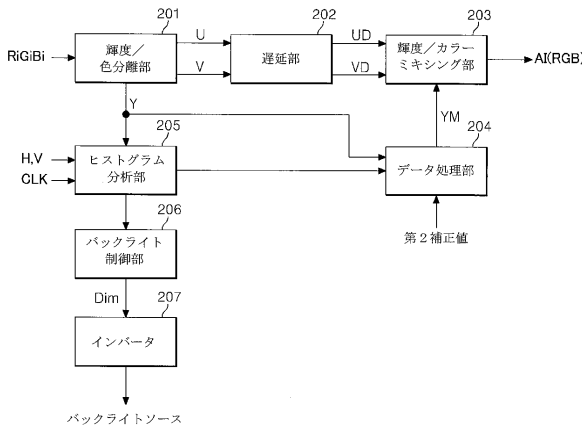 201
202
203
RiGiBi
輝度／
色分離部
U
V
遅延部
UD
VD
輝度／カラー
ミキシング部
AI(RGB)
Y
YM
205
204
H,V
CLK
ヒストグラム
分析部
データ処理部
206
第２補正値
バックライト
制御部
Dim
207
インバータ
バックライトソース